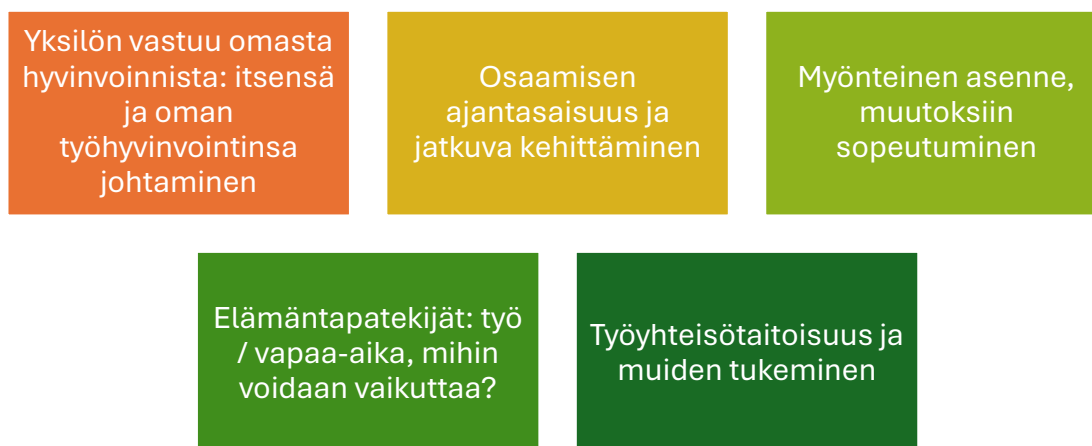 Yksilön vastuu omasta
hyvinvoinnista: itsensä
ja oman
työhyvinvointinsa
johtaminen
Osaamisen
ajantasaisuus ja
jatkuva kehittäminen
Myönteinen asenne,
muutoksiin
sopeutuminen
Elämäntapatekijät: työ
/ vapaa-aika, mihin
voidaan vaikuttaa?
Työyhteisötaitoisuus ja
muiden tukeminen